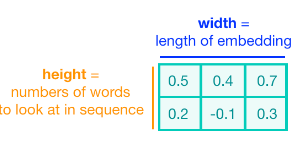 width =
length of embedding
height =
numbers of words
to look at in sequence
0.5 0.4 0.7
0.2 -0.1 0.3